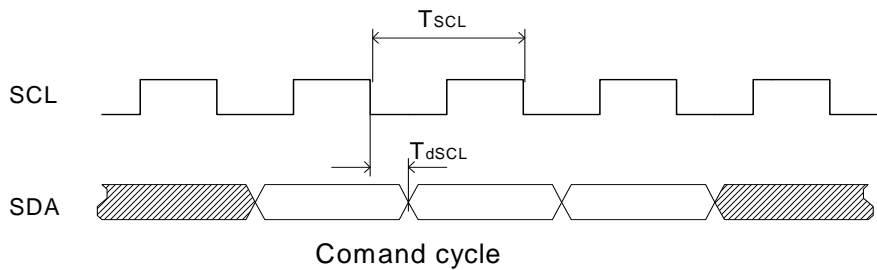 TSCL
SCL
TdSCL
SDA
Comand cycle